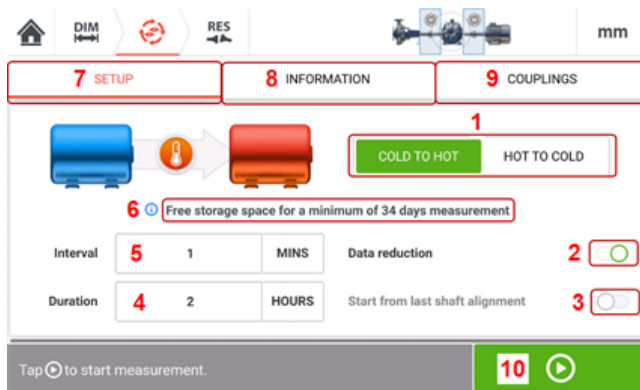 DIM
RES
mm
7 SETUP
8 INFORMATION
9 COUPLINGS
1
COLD TO HOT
HOT TO COLD
6 Free storage space for a minimum of 34 days measurement
Interval 5 1 MINS
Data reduction 2
Duration 4 2 HOURS
Start from last shaft alignment 3
Tap to start measurement.
10